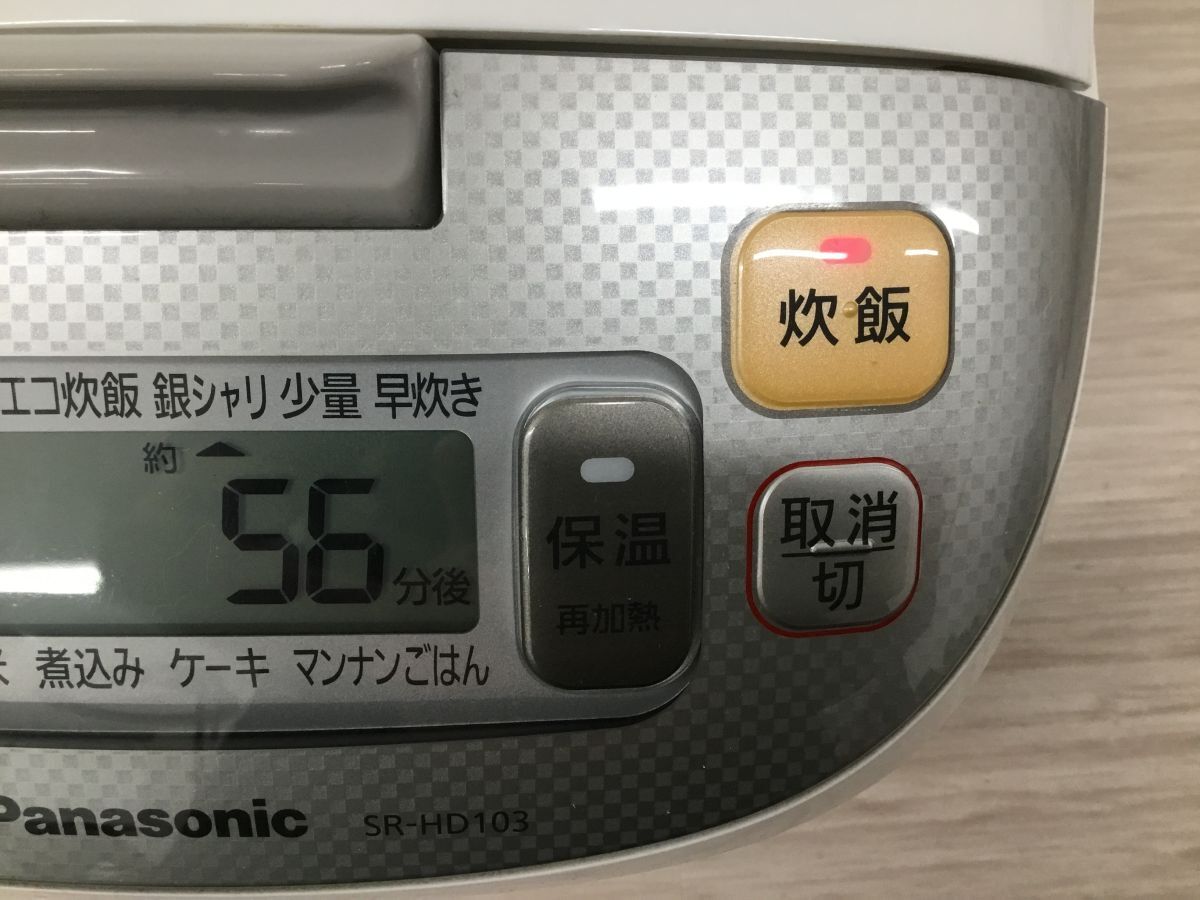 炊飯
エコ炊飯 銀シャリ 少量 早炊き
約
56分後
保温
再加熱
取消
切
煮込み ケーキ マンナンごはん
Panasonic SR-HD103